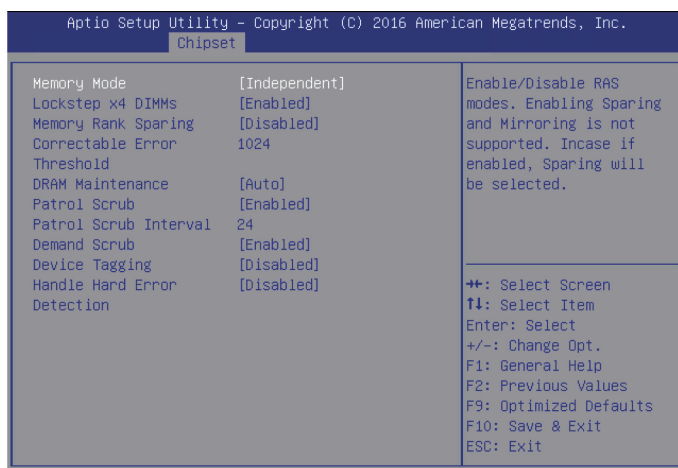 Aptio Setup Utility – Copyright (C) 2016 American Megatrends, Inc.
Chipset
Memory Mode [Independent]
Lockstep x4 DIMMs [Enabled]
Memory Rank Sparing [Disabled]
Correctable Error 1024
Threshold
DRAM Maintenance [Auto]
Patrol Scrub [Enabled]
Patrol Scrub Interval 24
Demand Scrub [Enabled]
Device Tagging [Disabled]
Handle Hard Error [Disabled]
Detection
Enable/Disable RAS
modes. Enabling Sparing
and Mirroring is not
supported. Incase if
enabled, Sparing will
be selected.
→←: Select Screen
↑↓: Select Item
Enter: Select
+/-: Change Opt.
F1: General Help
F2: Previous Values
F9: Optimized Defaults
F10: Save & Exit
ESC: Exit